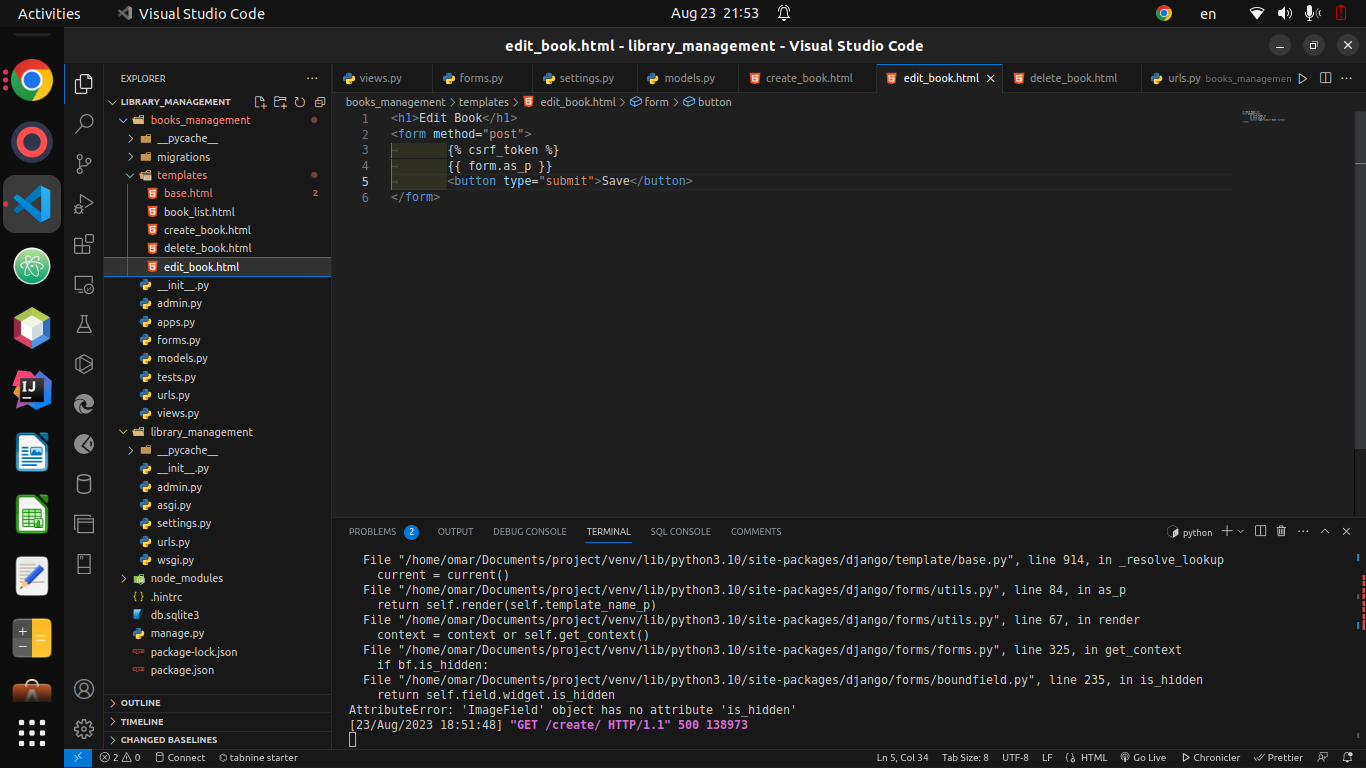 Activities
Visual Studio Code
Aug 23 21:53
en
edit_book.html - library_management - Visual Studio Code
EXPLORER
LIBRARY_MANAGEMENT
books_management
__pycache__
migrations
templates
base.html 2
book_list.html
create_book.html
delete_book.html
edit_book.html
__init__.py
admin.py
apps.py
forms.py
models.py
tests.py
urls.py
views.py
library_management
__pycache__
__init__.py
admin.py
asgi.py
settings.py
urls.py
wsgi.py
node_modules
.hintrc
db.sqlite3
manage.py
package-lock.json
package.json
OUTLINE
TIMELINE
CHANGED BASELINES
views.py forms.py settings.py models.py create_book.html edit_book.html delete_book.html urls.py books_managemen
books_management > templates > edit_book.html > form > button
1 <h1>Edit Book</h1>
2 <form method="post">
3 {% csrf_token %}
4 {{ form.as_p }}
5 <button type="submit">Save</button>
6 </form>
PROBLEMS 2 OUTPUT DEBUG CONSOLE TERMINAL SQL CONSOLE COMMENTS
python
File "/home/omar/Documents/project/venv/lib/python3.10/site-packages/django/template/base.py", line 914, in _resolve_lookup
current = current()
File "/home/omar/Documents/project/venv/lib/python3.10/site-packages/django/forms/utils.py", line 84, in as_p
return self.render(self.template_name_p)
File "/home/omar/Documents/project/venv/lib/python3.10/site-packages/django/forms/utils.py", line 67, in render
context = context or self.get_context()
File "/home/omar/Documents/project/venv/lib/python3.10/site-packages/django/forms/forms.py", line 325, in get_context
if bf.is_hidden:
File "/home/omar/Documents/project/venv/lib/python3.10/site-packages/django/forms/boundfield.py", line 235, in is_hidden
return self.field.widget.is_hidden
AttributeError: 'ImageField' object has no attribute 'is_hidden'
[23/Aug/2023 18:51:48] "GET /create/ HTTP/1.1" 500 138973
2 0 Connect tabnine starter
Ln 5, Col 34 Tab Size: 8 UTF-8 LF HTML Go Live Chronicler Prettier